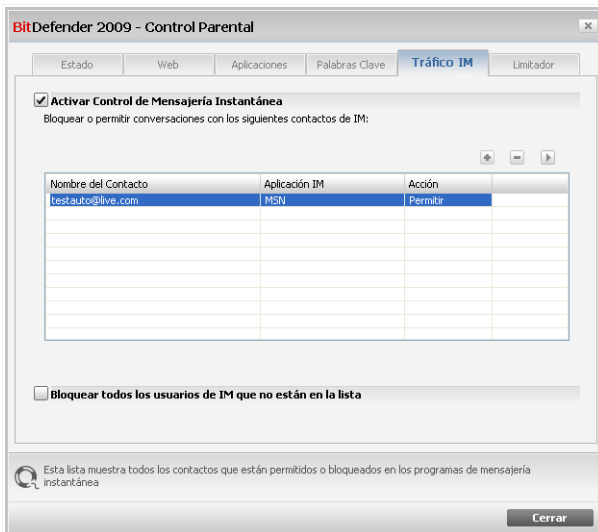 BitDefender 2009 - Control Parental
Estado Web Aplicaciones Palabras Clave Tráfico IM Limitador
Activar Control de Mensajería Instantánea
Bloquear o permitir conversaciones con los siguientes contactos de IM:
Nombre del Contacto Aplicación IM Acción
testauto@live.com MSN Permitir
Bloquear todos los usuarios de IM que no están en la lista
Esta lista muestra todos los contactos que están permitidos o bloqueados en los programas de mensajería
instantánea
Cerrar